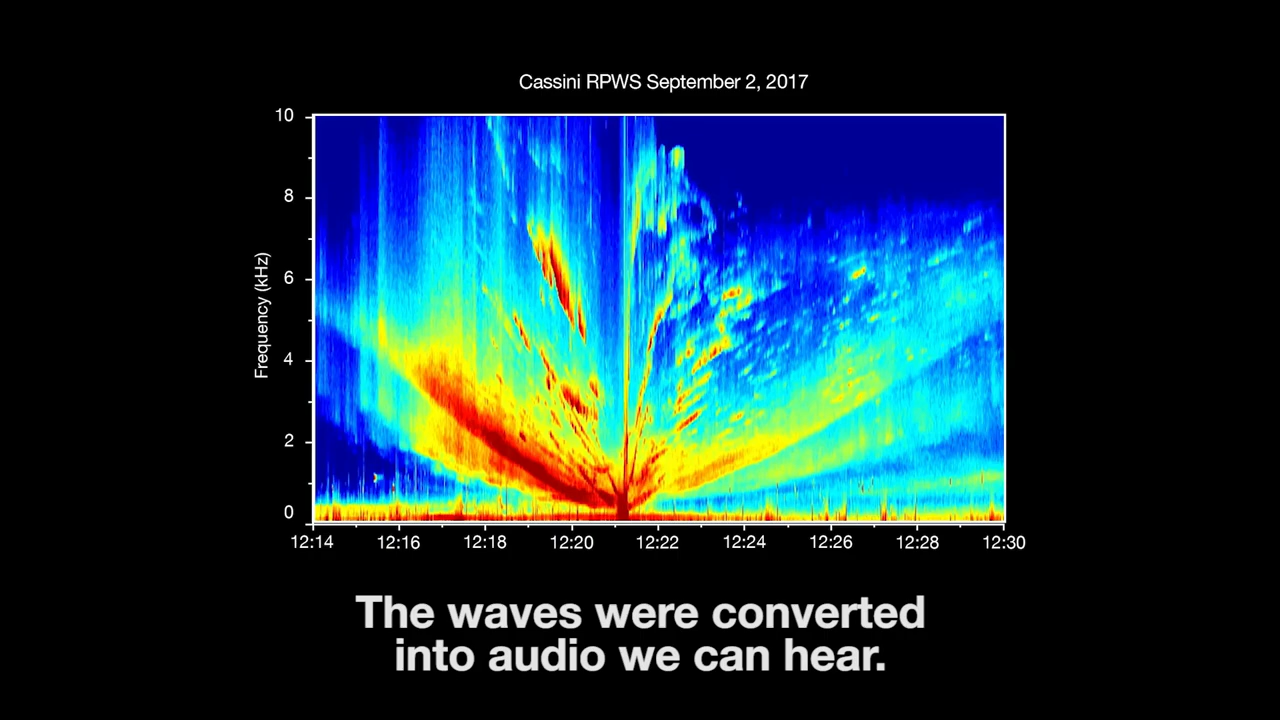 Cassini RPWS September 2, 2017
10
8
6
4
2
0
Frequency (kHz)
12:14 12:16 12:18 12:20 12:22 12:24 12:26 12:28 12:30
The waves were converted
into audio we can hear.